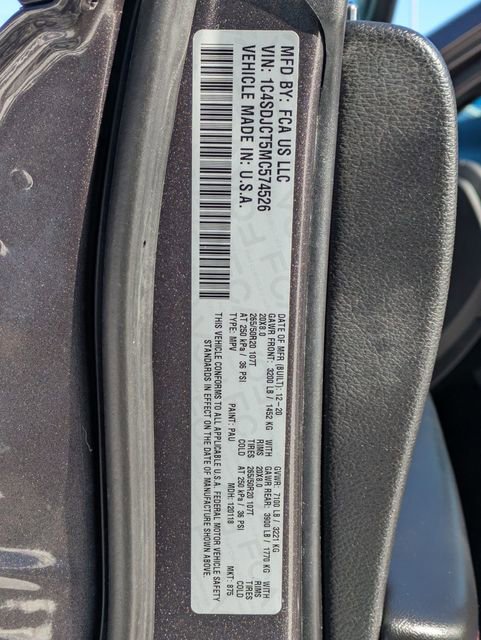 MFD BY: FCA US LLC
VIN: 1C4SDJCT5MC574526
VEHICLE MADE IN: U.S.A.
DATE OF MFR (BUILT): 12-20 GVWR: 7100 LB / 3221 KG
GAWR FRONT: 3200 LB / 1452 KG WITH GAWR REAR: 3900 LB / 1770 KG WITH
20X8.0 RIMS 20X8.0 RIMS
265/50R20 107T TIRES 265/50R20 107T TIRES
AT 250 kPa / 36 PSI COLD AT 250 kPa / 36 PSI COLD
TYPE: MPV PAINT: PAU MDH: 120118 MKT: 875
THIS VEHICLE CONFORMS TO ALL APPLICABLE U.S.A. FEDERAL MOTOR VEHICLE SAFETY
STANDARDS IN EFFECT ON THE DATE OF MANUFACTURE SHOWN ABOVE.